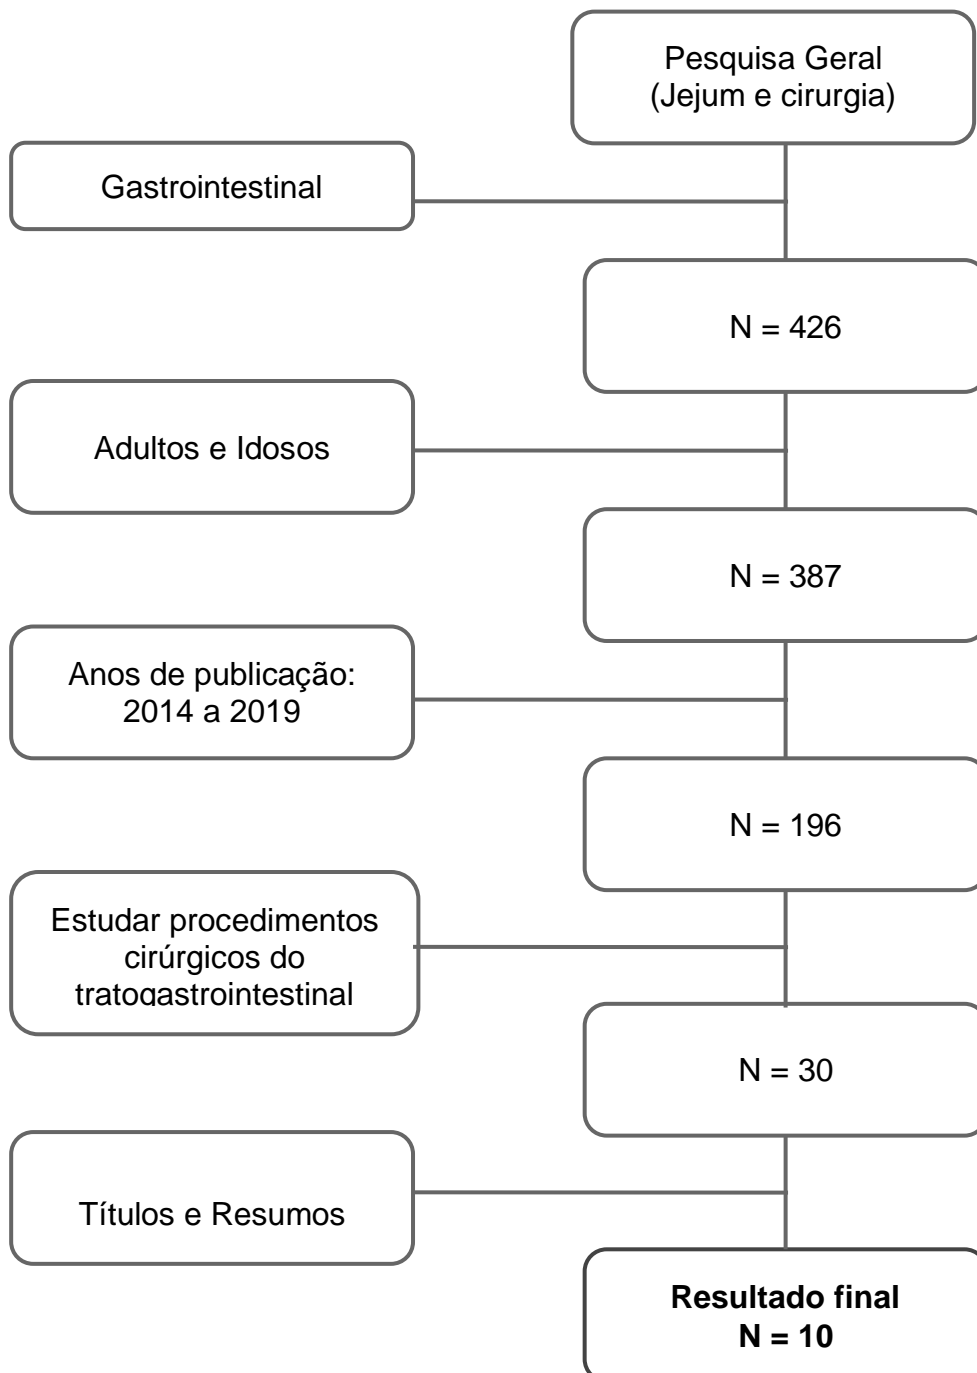 Pesquisa Geral
(Jejum e cirurgia)
Gastrointestinal
N = 426
Adultos e Idosos
N = 387
Anos de publicação:
2014 a 2019
N = 196
Estudar procedimentos
cirúrgicos do
tratogastrointestinal
N = 30
Títulos e Resumos
Resultado final
N = 10